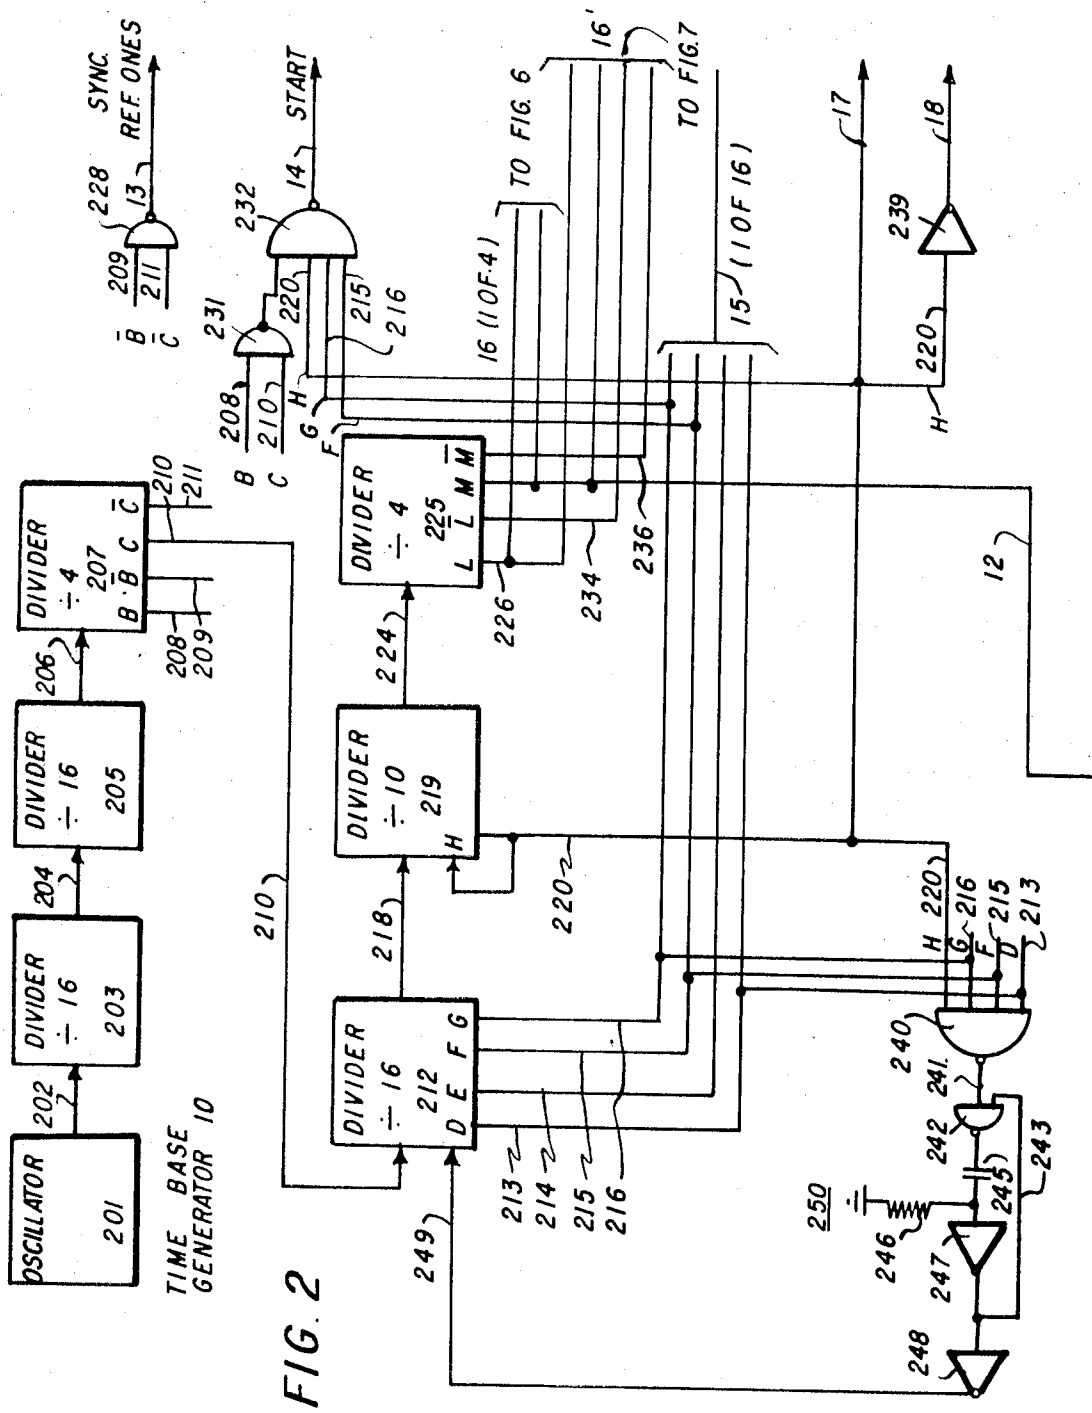 SYNC.
REF. ONES
228
13
209
211
B̅
C̅
START
14
232
231
220
215
216
208
210
B
C
H
G
F
OSCILLATOR
201
202
DIVIDER
÷ 16
203
204
DIVIDER
÷ 16
205
206
DIVIDER
÷ 4
207
B B̅ C C̅
208
209
210
211
TIME BASE
GENERATOR 10
210
DIVIDER
÷ 16
212
D E F G
213
214
215
216
218
DIVIDER
÷ 10
219
H
220
224
DIVIDER
÷ 4
225
L L M M̅
226
234
236
16 (1 OF 4)
TO FIG. 6
16'
TO FIG. 7
15 (1 OF 16)
17
18
239
220
H
12
H 220
G 216
F 215
D 213
240
241
242
243
245
250
246
247
248
249
FIG. 2